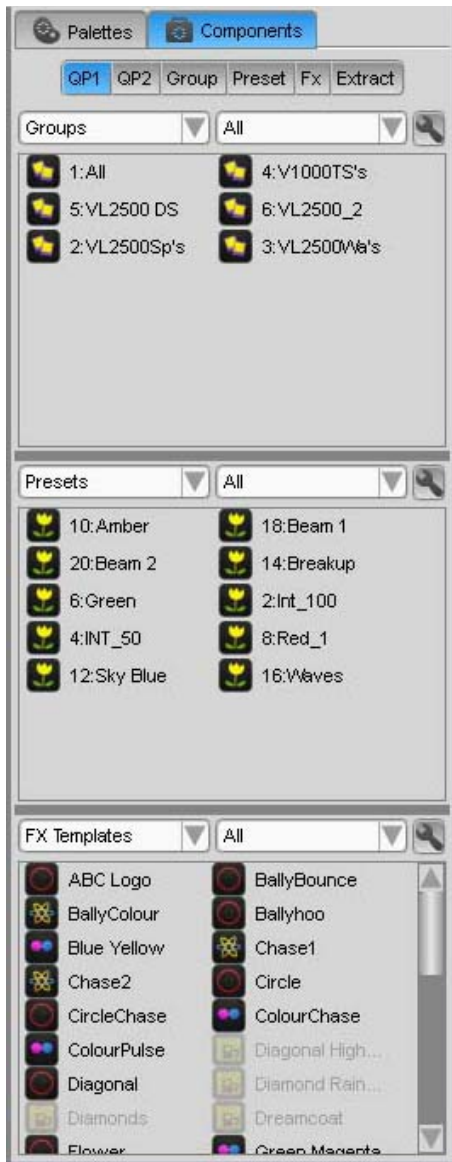 Palettes Components
QP1 QP2 Group Preset Fx Extract
Groups All
1:All 4:V1000TS's
5:VL2500 DS 6:VL2500_2
2:VL2500Sp's 3:VL2500Wa's
Presets All
10:Amber 18:Beam 1
20:Beam 2 14:Breakup
6:Green 2:Int_100
4:INT_50 8:Red_1
12:Sky Blue 16:Waves
FX Templates All
ABC Logo BallyBounce
BallyColour Ballyhoo
Blue Yellow Chase1
Chase2 Circle
CircleChase ColourChase
ColourPulse Diagonal High...
Diagonal Diamond Rain...
Diamonds Dreamcoat
Flower Green Magenta